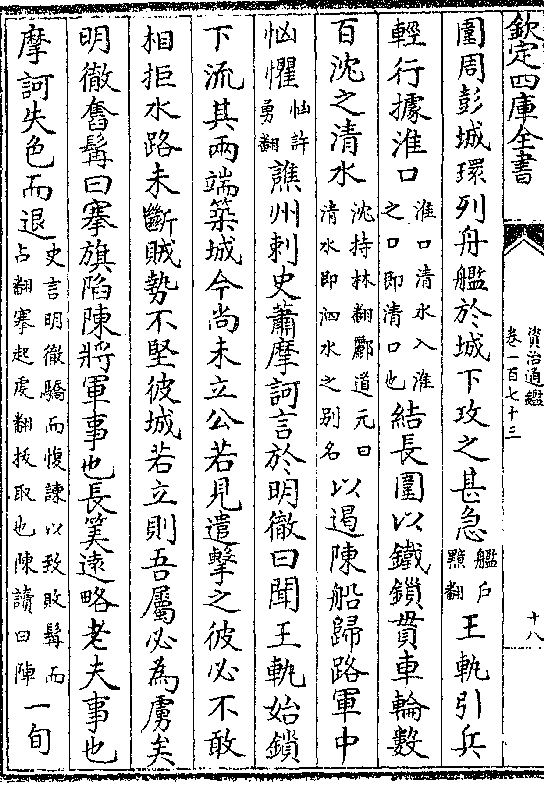 欽定四庫全書
資治通鑑
卷一百七十三
十八
圍周彭城環列舟艦於城下攻之甚急艦戶黯翻王軌引兵
輕行據淮口淮口清水入淮之口即清口也結長圍以鐵鎖貫車輪數
百沈之清水沈持林翻酈道元曰清水即泗水之别名以遏陳船歸路軍中
恟懼恟許勇翻譙州刺史蕭摩訶言於明徹曰聞王軌始鎖
下流其兩端築城今尚未立公若見遣擊之彼必不敢
相拒水路未斷賊勢不堅彼城若立則吾屬必為虜矣
明徹奮髯曰搴旗陷陳將軍事也長筭遠略老夫事也
摩訶失色而退史言明徹驕而愎諫以致敗髯而占翻搴起虔翻拔取也陳讀曰陣一旬